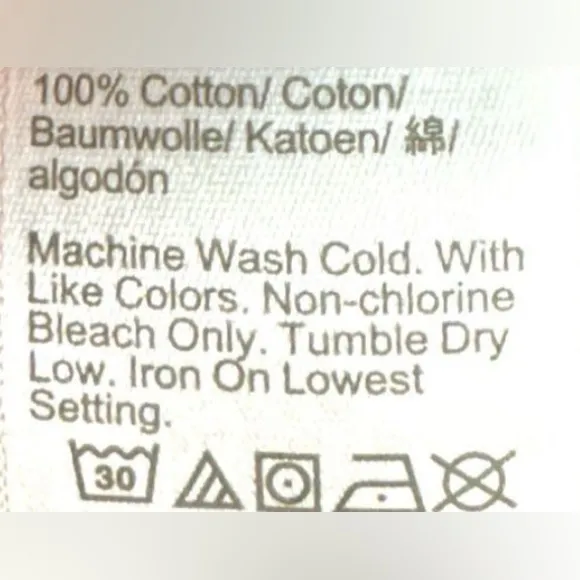 100% Cotton/ Coton/
Baumwolle/ Katoen/ 綿/
algodón
Machine Wash Cold. With
Like Colors. Non-chlorine
Bleach Only. Tumble Dry
Low. Iron On Lowest
Setting.
30